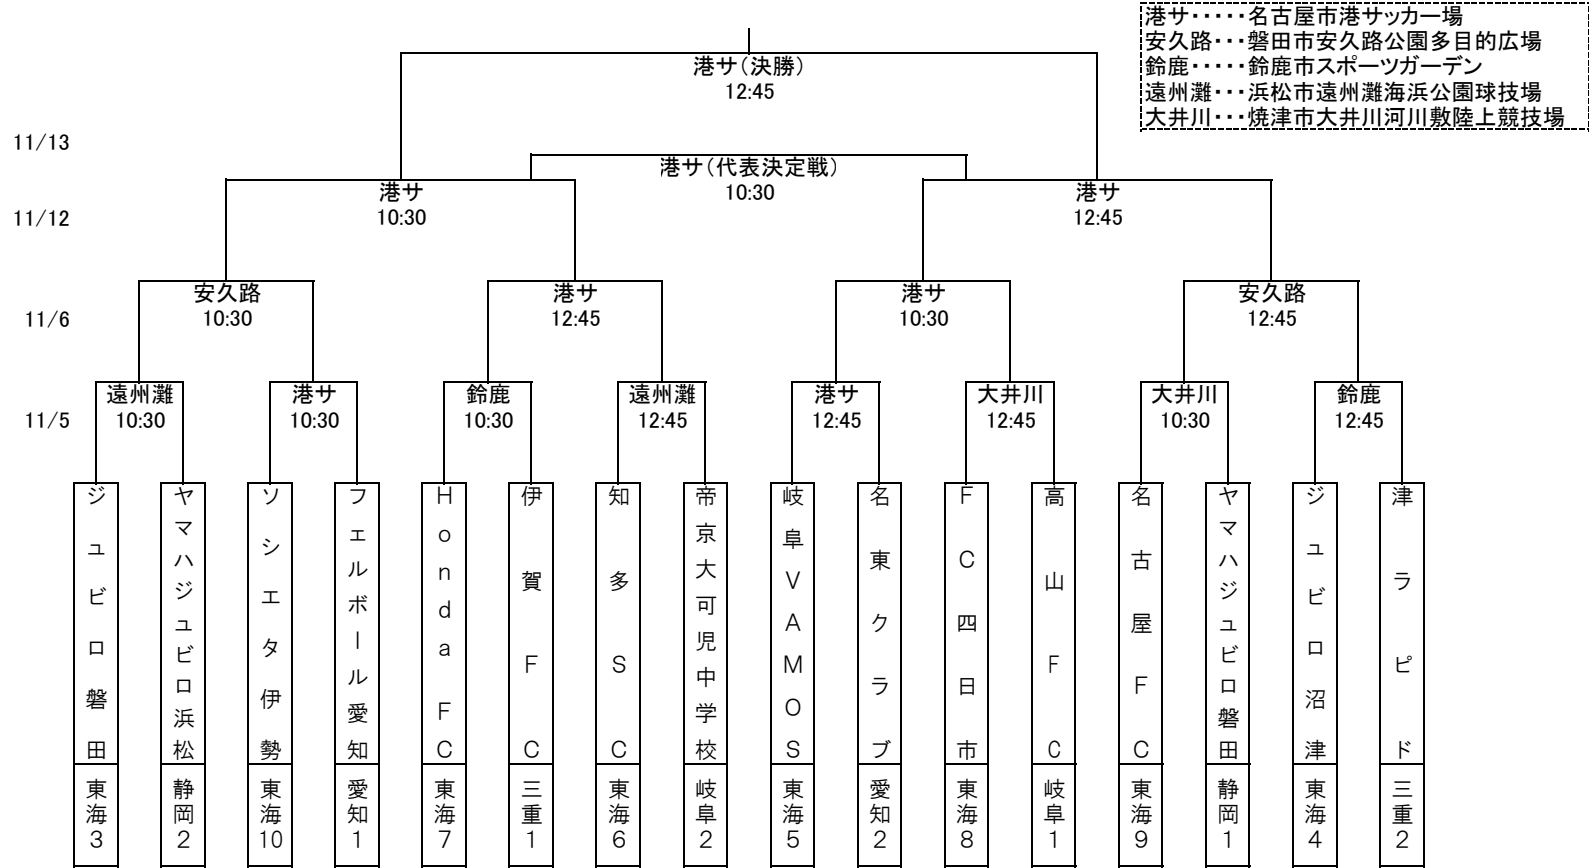 港サ・・・・・名古屋市港サッカー場
安久路・・・磐田市安久路公園多目的広場
鈴鹿・・・・・鈴鹿市スポーツガーデン
遠州灘・・・浜松市遠州灘海浜公園球技場
大井川・・・焼津市大井川河川敷陸上競技場
港サ(決勝)
12:45
11/13
港サ(代表決定戦)
10:30
11/12
港サ
10:30
港サ
12:45
11/6
安久路
10:30
港サ
12:45
港サ
10:30
安久路
12:45
11/5
遠州灘
10:30
港サ
10:30
鈴鹿
10:30
遠州灘
12:45
港サ
12:45
大井川
12:45
大井川
10:30
鈴鹿
12:45
ジュビロ磐田
東海3
ヤマハジュビロ浜松
静岡2
ソシエタ伊勢
東海10
フェルボール愛知
愛知1
Honda FC
東海7
伊賀FC
三重1
知多SC
東海6
帝京大可児中学校
岐阜2
岐阜VAMOS
東海5
名東クラブ
愛知2
FC四日市
東海8
高山FC
岐阜1
名古屋FC
東海9
ヤマハジュビロ磐田
静岡1
ジュビロ沼津
東海4
津ラピド
三重2